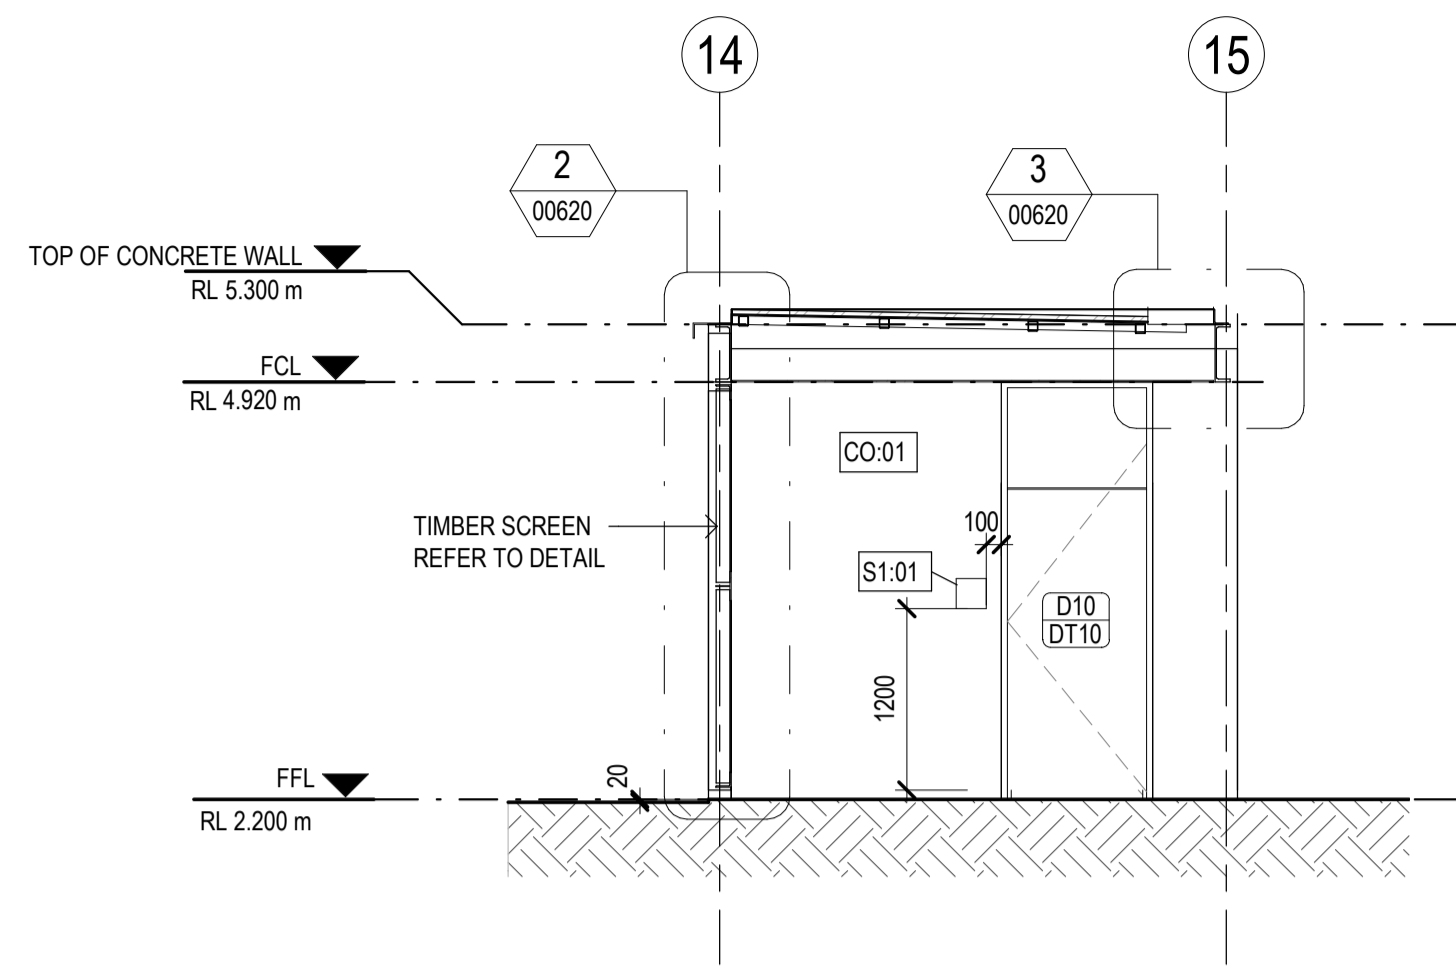 14
15
2
00620
3
00620
TOP OF CONCRETE WALL
RL 5.300 m
FCL
RL 4.920 m
CO:01
TIMBER SCREEN
REFER TO DETAIL
100
S1:01
D10
DT10
1200
FFL
20
RL 2.200 m